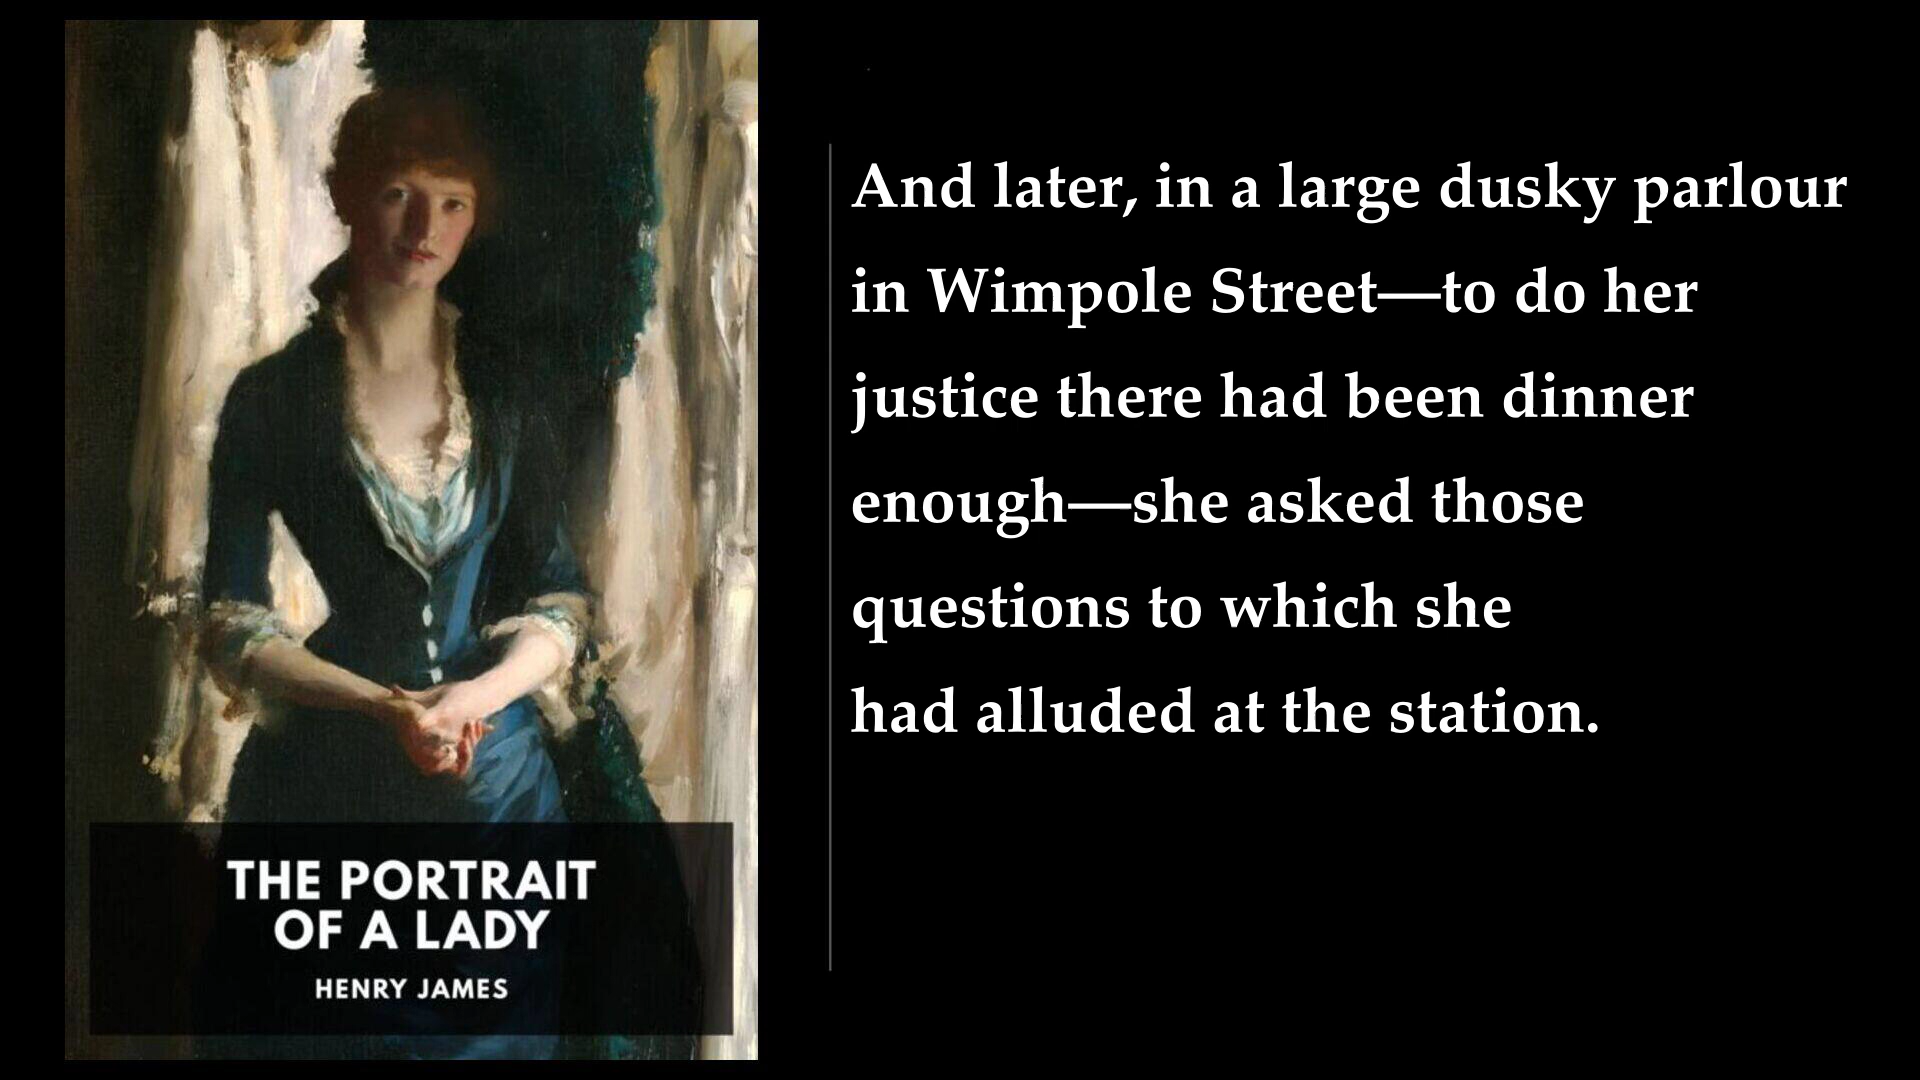 THE PORTRAIT
OF A LADY
HENRY JAMES
And later, in a large dusky parlour
in Wimpole Street—to do her
justice there had been dinner
enough—she asked those
questions to which she
had alluded at the station.